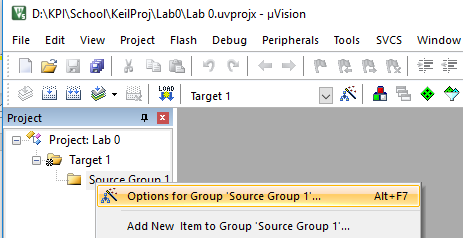 D:\KPI\School\KeilProj\Lab0\Lab 0.uvprojx - µVision
File Edit View Project Flash Debug Peripherals Tools SVCS Window
LOAD
Target 1
Project
Project: Lab 0
Target 1
Source Group 1
Options for Group 'Source Group 1'... Alt+F7
Add New Item to Group 'Source Group 1'...